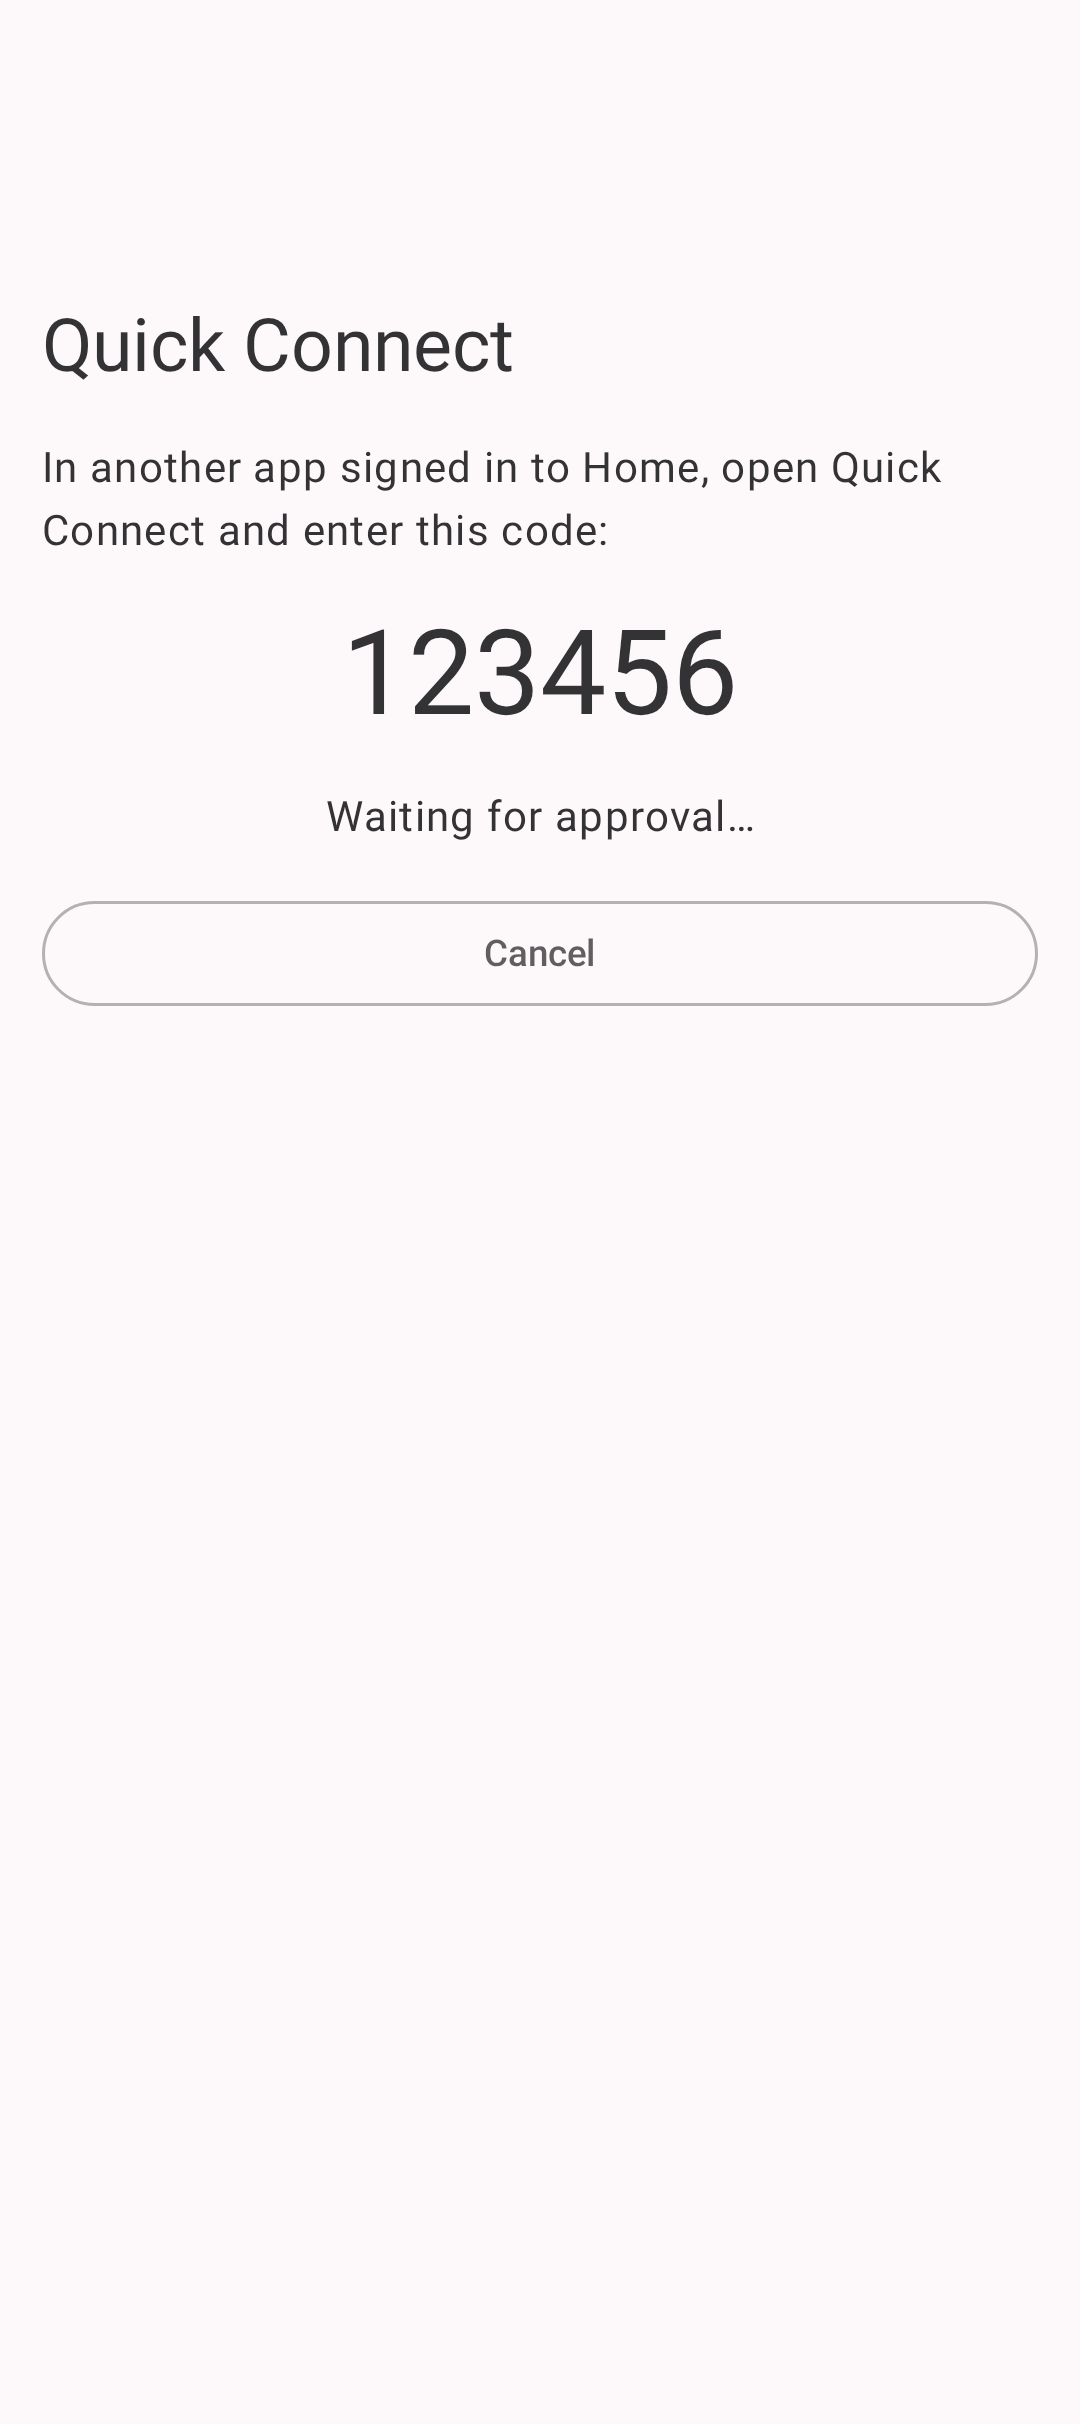 Quick Connect
In another app signed in to Home, open Quick
Connect and enter this code:
123456
Waiting for approval…
Cancel